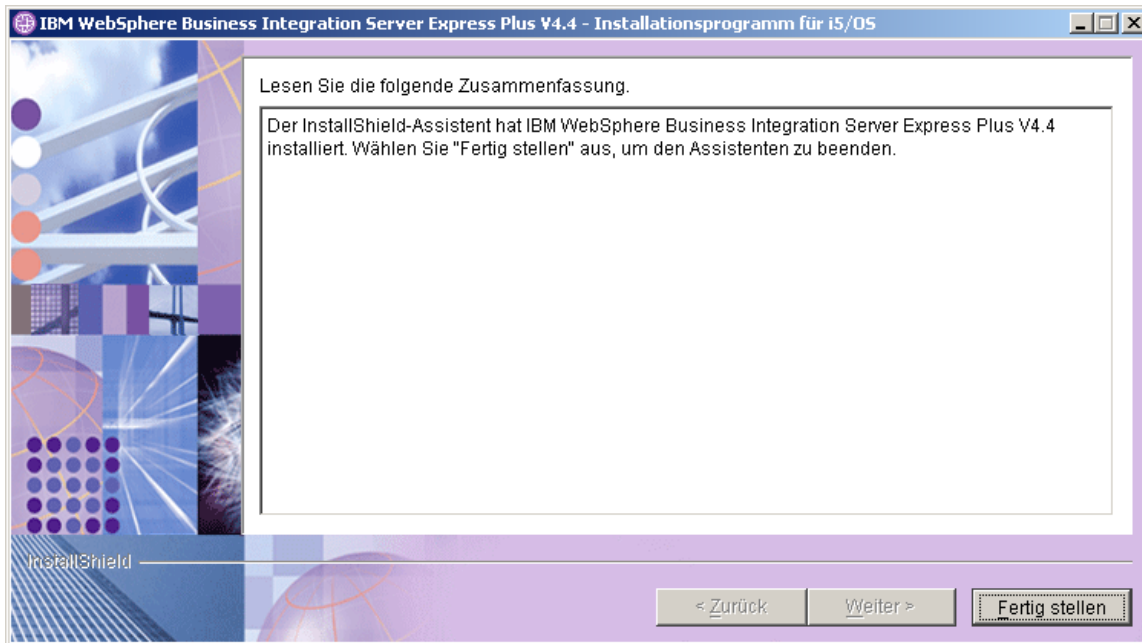 IBM WebSphere Business Integration Server Express Plus V4.4 - Installationsprogramm für i5/OS
Lesen Sie die folgende Zusammenfassung.
Der InstallShield-Assistent hat IBM WebSphere Business Integration Server Express Plus V4.4
installiert. Wählen Sie "Fertig stellen" aus, um den Assistenten zu beenden.
InstallShield
< Zurück
Weiter >
Fertig stellen